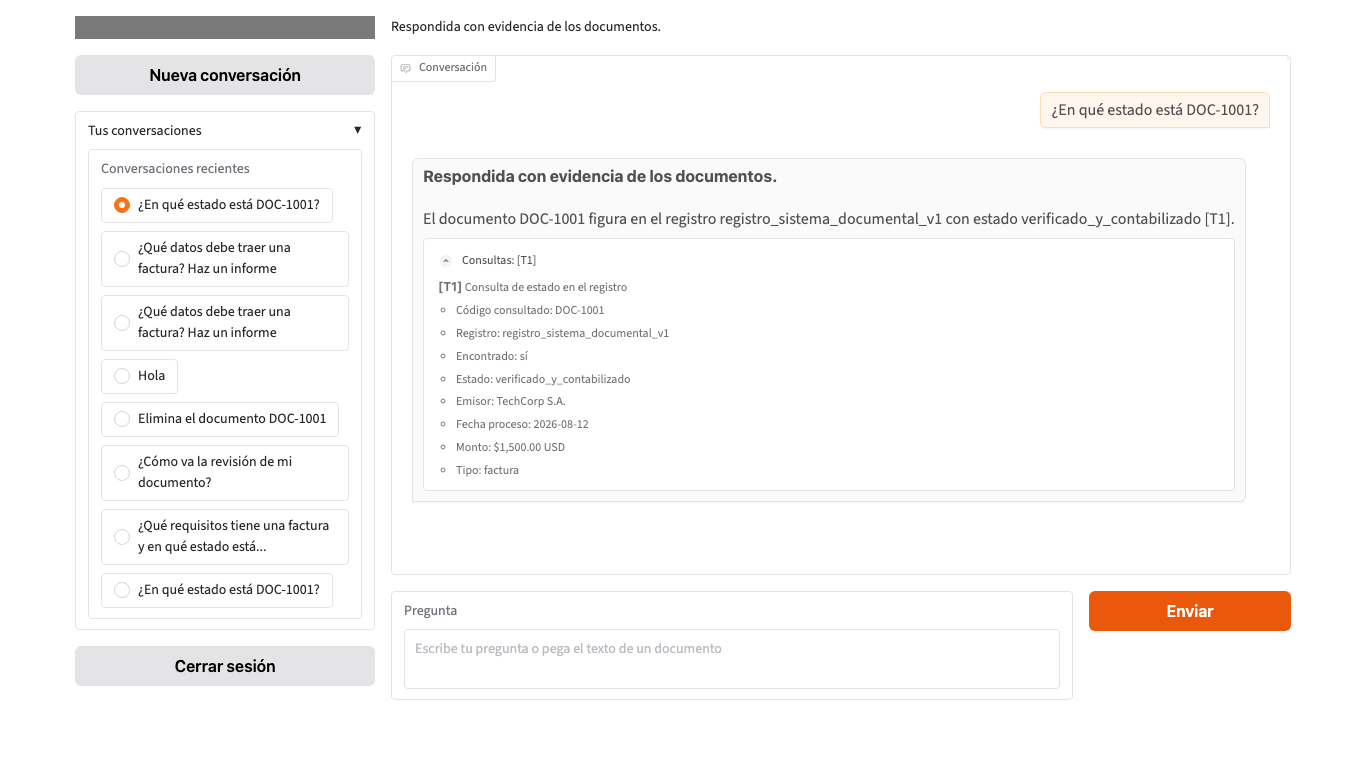 Respondida con evidencia de los documentos.
Nueva conversación
Tus conversaciones ▼
Conversaciones recientes
¿En qué estado está DOC-1001?
¿Qué datos debe traer una
factura? Haz un informe
¿Qué datos debe traer una
factura? Haz un informe
Hola
Elimina el documento DOC-1001
¿Cómo va la revisión de mi
documento?
¿Qué requisitos tiene una factura
y en qué estado está...
¿En qué estado está DOC-1001?
Cerrar sesión
Conversación
¿En qué estado está DOC-1001?
Respondida con evidencia de los documentos.
El documento DOC-1001 figura en el registro registro_sistema_documental_v1 con estado verificado_y_contabilizado [T1].
Consultas: [T1]
[T1] Consulta de estado en el registro
Código consultado: DOC-1001
Registro: registro_sistema_documental_v1
Encontrado: sí
Estado: verificado_y_contabilizado
Emisor: TechCorp S.A.
Fecha proceso: 2026-08-12
Monto: $1,500.00 USD
Tipo: factura
Pregunta
Escribe tu pregunta o pega el texto de un documento
Enviar